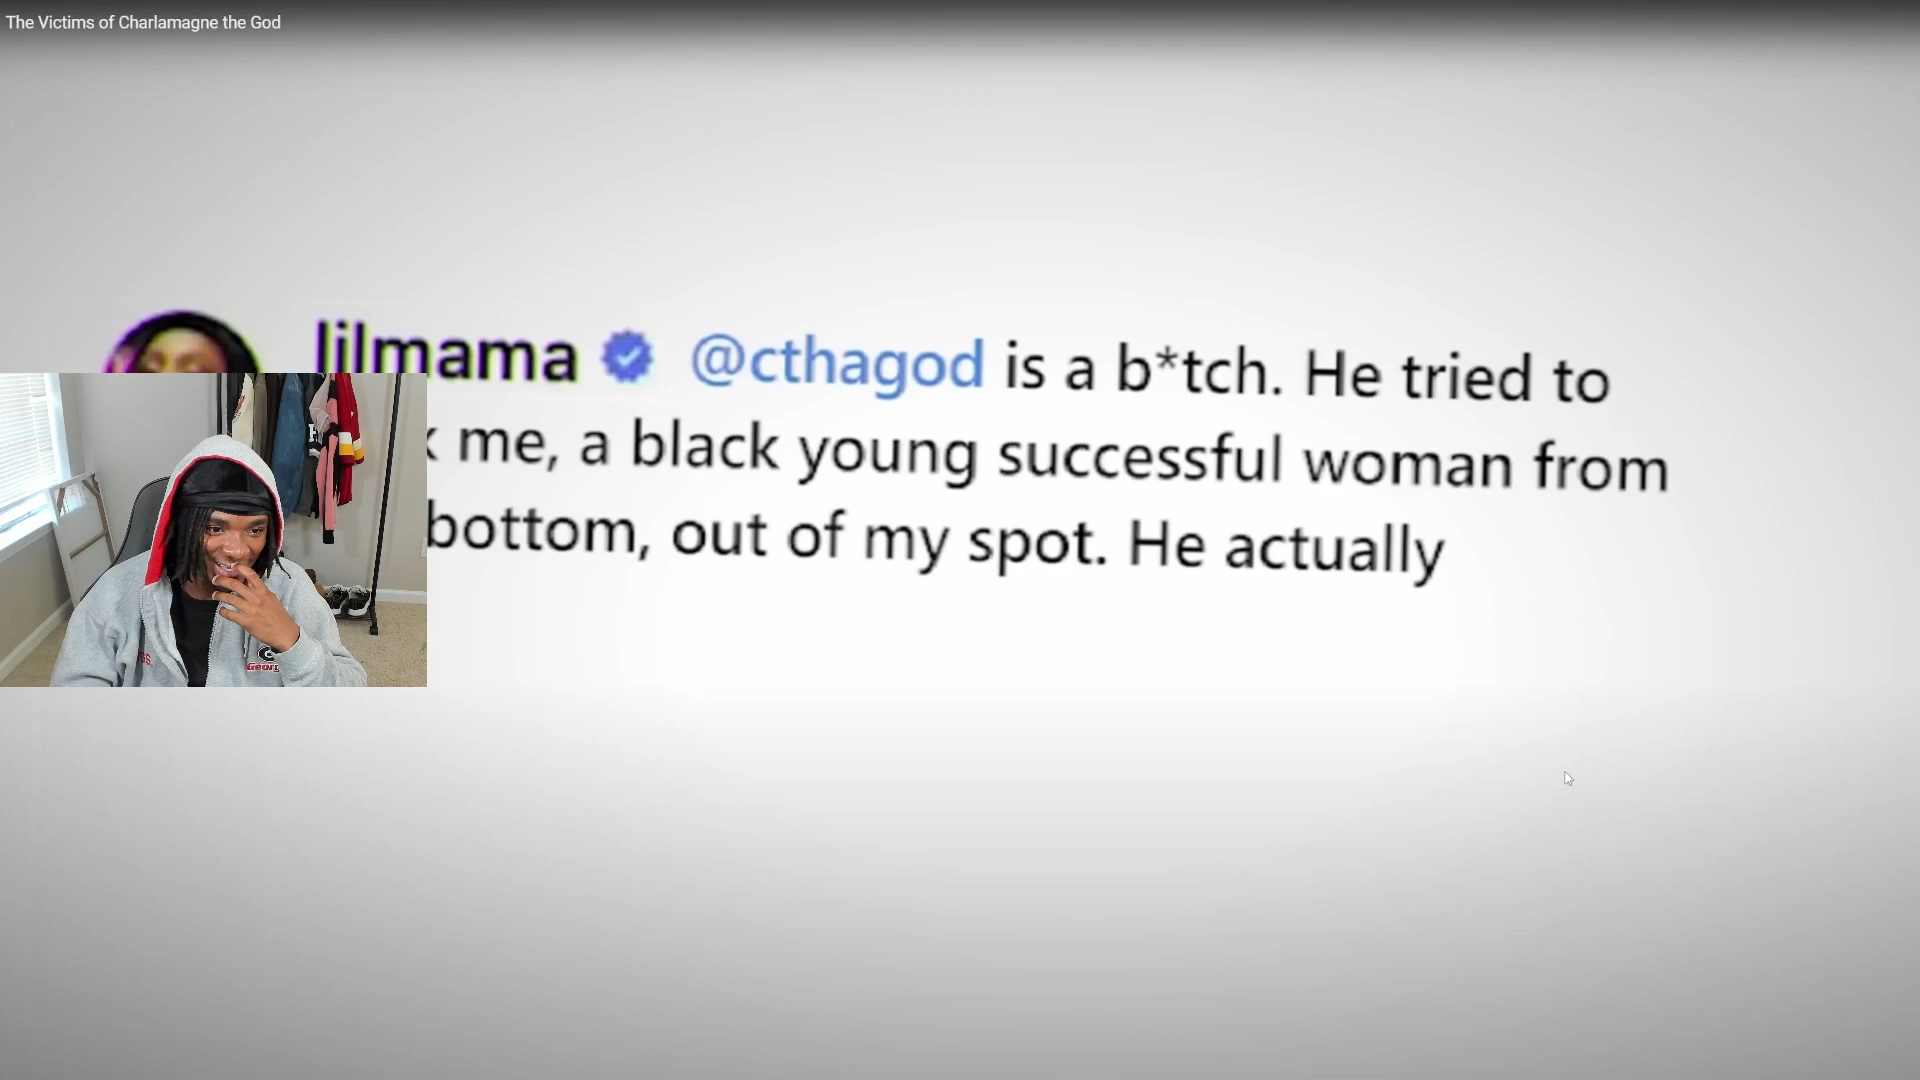 The Victims of Charlamagne the God
lilmama @cthagod is a b*tch. He tried to
me, a black young successful woman from
bottom, out of my spot. He actually